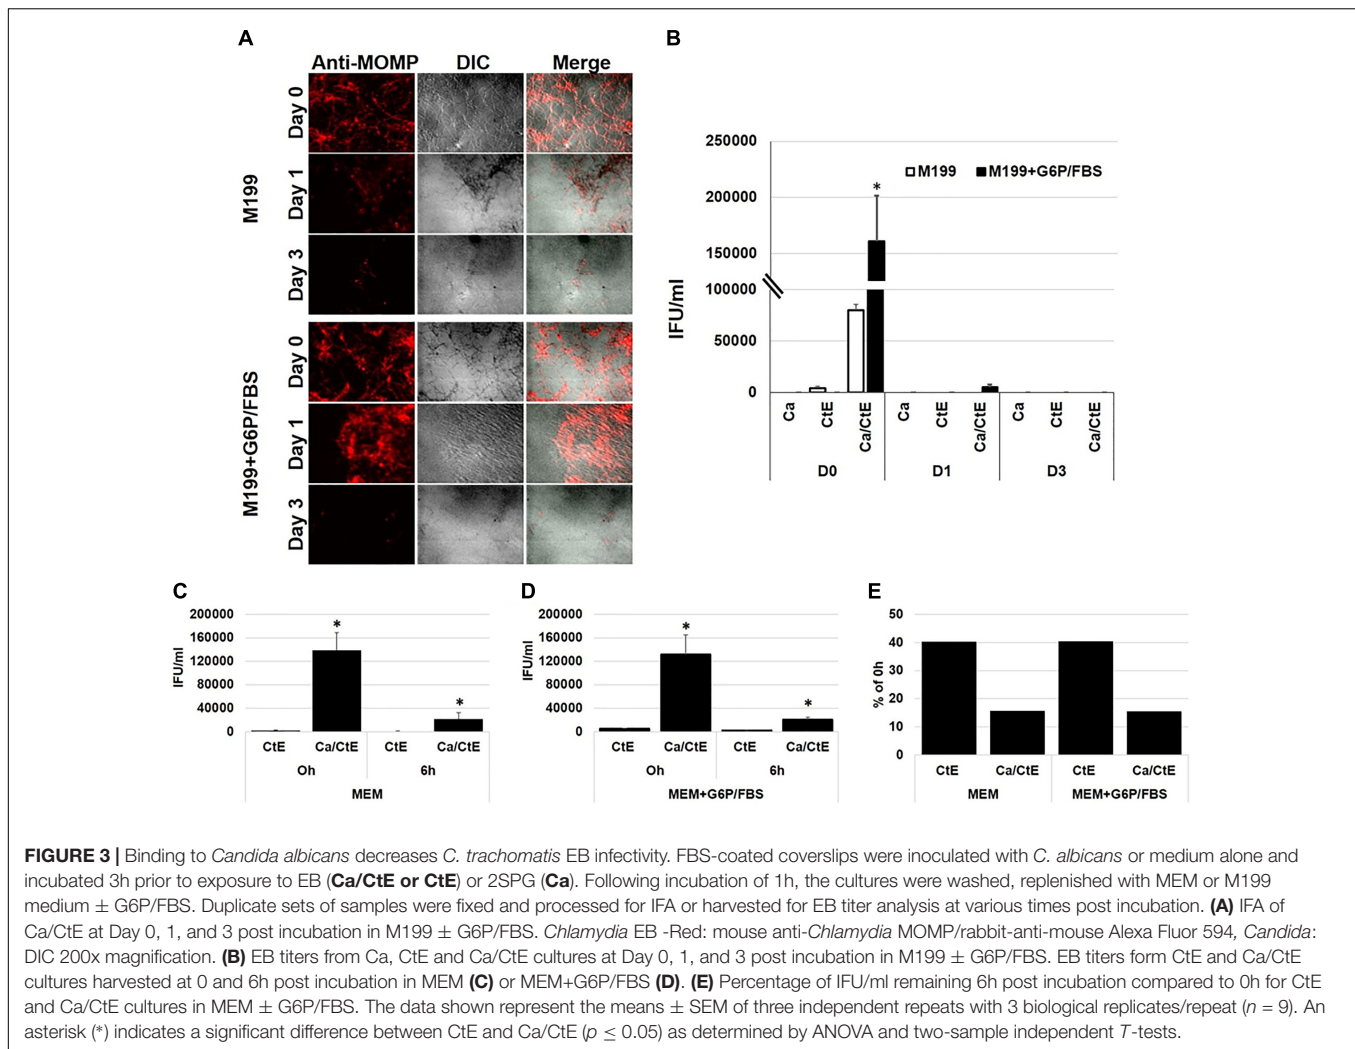 A
Anti-MOMP DIC Merge
M199
Day 0
Day 1
Day 3
M199+G6P/FBS
Day 0
Day 1
Day 3
B
IFU/ml
250000
200000
150000
100000
50000
0
M199 M199+G6P/FBS
*
Ca CtE Ca/CtE Ca CtE Ca/CtE Ca CtE Ca/CtE
D0 D1 D3
C
IFU/ml
200000
160000
120000
80000
40000
0
* *
CtE Ca/CtE CtE Ca/CtE
Oh 6h
MEM
D
IFU/ml
200000
160000
120000
80000
40000
0
* *
CtE Ca/CtE CtE Ca/CtE
Oh 6h
MEM+G6P/FBS
E
% of 0h
50
40
30
20
10
0
CtE Ca/CtE CtE Ca/CtE
MEM MEM+G6P/FBS
FIGURE 3 | Binding to Candida albicans decreases C. trachomatis EB infectivity. FBS-coated coverslips were inoculated with C. albicans or medium alone and
incubated 3h prior to exposure to EB (Ca/CtE or CtE) or 2SPG (Ca). Following incubation of 1h, the cultures were washed, replenished with MEM or M199
medium ± G6P/FBS. Duplicate sets of samples were fixed and processed for IFA or harvested for EB titer analysis at various times post incubation. (A) IFA of
Ca/CtE at Day 0, 1, and 3 post incubation in M199 ± G6P/FBS. Chlamydia EB -Red: mouse anti-Chlamydia MOMP/rabbit-anti-mouse Alexa Fluor 594, Candida:
DIC 200x magnification. (B) EB titers from Ca, CtE and Ca/CtE cultures at Day 0, 1, and 3 post incubation in M199 ± G6P/FBS. EB titers form CtE and Ca/CtE
cultures harvested at 0 and 6h post incubation in MEM (C) or MEM+G6P/FBS (D). (E) Percentage of IFU/ml remaining 6h post incubation compared to 0h for CtE
and Ca/CtE cultures in MEM ± G6P/FBS. The data shown represent the means ± SEM of three independent repeats with 3 biological replicates/repeat (n = 9). An
asterisk (*) indicates a significant difference between CtE and Ca/CtE (p ≤ 0.05) as determined by ANOVA and two-sample independent T-tests.